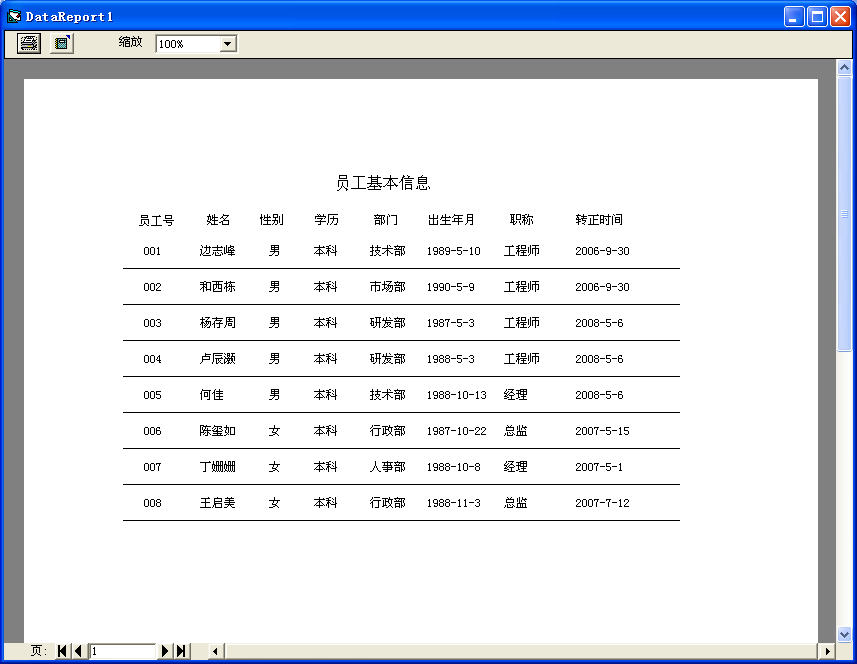 DataReport1
缩放 100%
员工基本信息
员工号 姓名 性别 学历 部门 出生年月 职称 转正时间
001 边志峰 男 本科 技术部 1989-5-10 工程师 2006-9-30
002 和西栋 男 本科 市场部 1990-5-9 工程师 2006-9-30
003 杨存周 男 本科 研发部 1987-5-3 工程师 2008-5-6
004 卢辰灏 男 本科 研发部 1988-5-3 工程师 2008-5-6
005 何佳 男 本科 技术部 1988-10-13 经理 2008-5-6
006 陈玺如 女 本科 行政部 1987-10-22 总监 2007-5-15
007 丁姗姗 女 本科 人事部 1988-10-8 经理 2007-5-1
008 王启美 女 本科 行政部 1988-11-3 总监 2007-7-12
页: 1